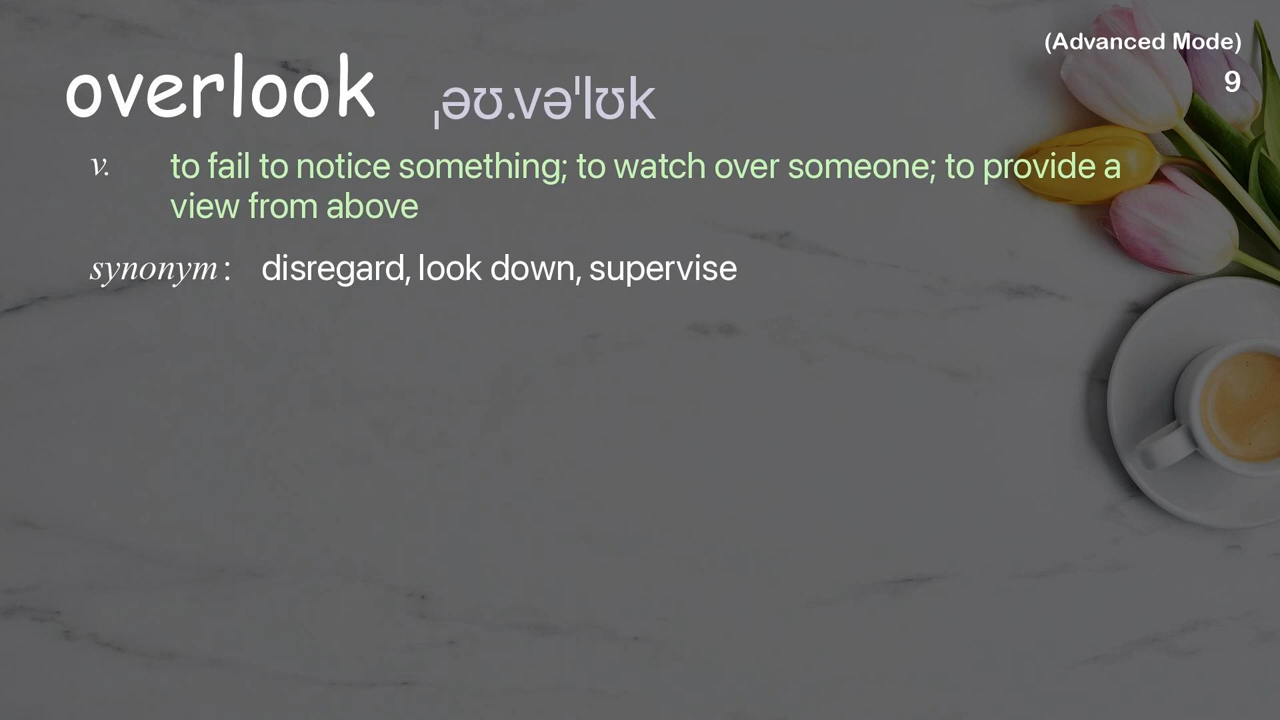 (Advanced Mode)
overlook ˌəʊ.vəˈlʊk
9
v. to fail to notice something; to watch over someone; to provide a
view from above
synonym : disregard, look down, supervise